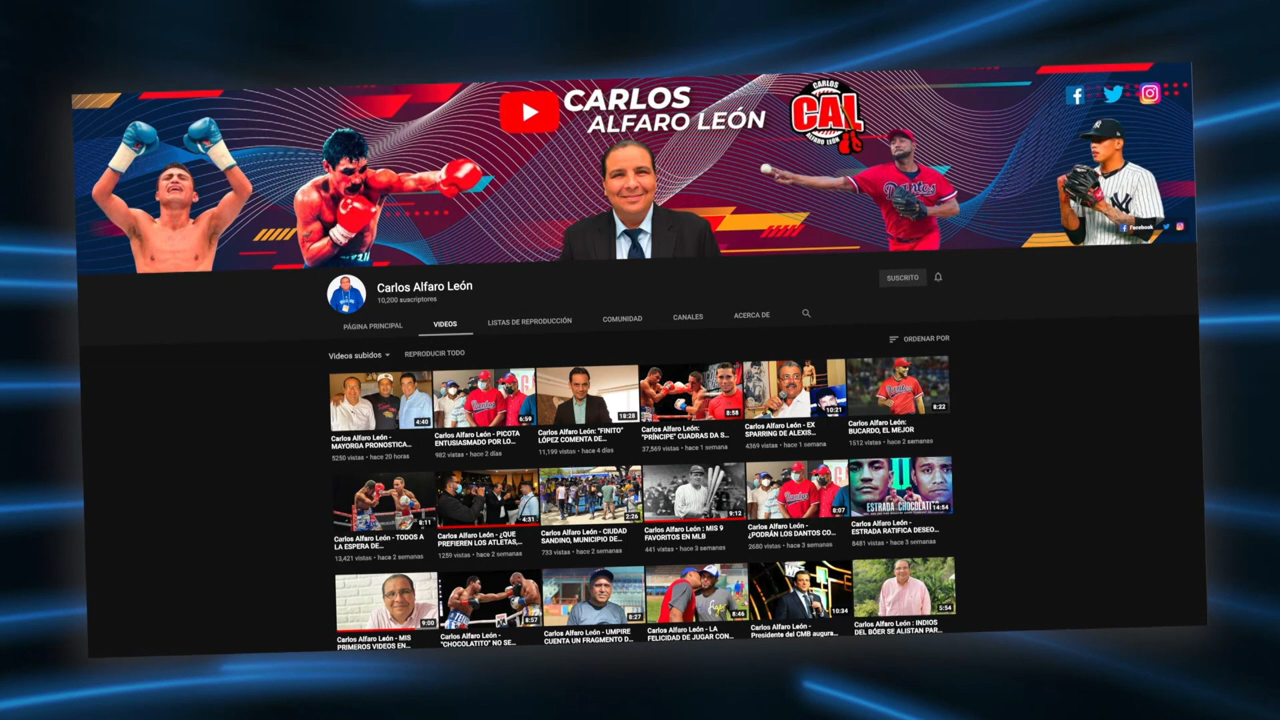 CARLOS
ALFARO LEÓN
CARLOS
CAL
ALFARO LEÓN
Dantos
NY
Facebook
Carlos Alfaro León
10,200 suscriptores
SUSCRITO
PÁGINA PRINCIPAL
VIDEOS
LISTAS DE REPRODUCCIÓN
COMUNIDAD
CANALES
ACERCA DE
Videos subidos
REPRODUCIR TODO
ORDENAR POR
4:40
6:59
18:28
8:58
10:21
8:22
Carlos Alfaro León -
MAYORGA PRONOSTICA...
5250 vistas • hace 20 horas
Carlos Alfaro León - PICOTA
ENTUSIASMADO POR LO...
982 vistas • hace 2 días
Carlos Alfaro León: "FINITO"
LÓPEZ COMENTA DE...
11,199 vistas • hace 4 días
Carlos Alfaro León:
"PRÍNCIPE" CUADRAS DA S...
37,569 vistas • hace 1 semana
Carlos Alfaro León - EX
SPARRING DE ALEXIS...
4369 vistas • hace 1 semana
Carlos Alfaro León:
BUCARDO, EL MEJOR
1512 vistas • hace 2 semanas
8:11
4:31
2:26
9:12
8:07
ESTRADA CHOCOLATI
14:54
Carlos Alfaro León - TODOS A
LA ESPERA DE...
13,421 vistas • hace 2 semanas
Carlos Alfaro León - ¿QUE
PREFIEREN LOS ATLETAS,...
1259 vistas • hace 2 semanas
Carlos Alfaro León - CIUDAD
SANDINO, MUNICIPIO DE...
733 vistas • hace 2 semanas
Carlos Alfaro León : MIS 9
FAVORITOS EN MLB
441 vistas • hace 3 semanas
Carlos Alfaro León -
¿PODRÁN LOS DANTOS CO...
2680 vistas • hace 3 semanas
Carlos Alfaro León -
ESTRADA RATIFICA DESEO...
8481 vistas • hace 3 semanas
9:00
8:57
8:27
8:46
10:34
5:54
Carlos Alfaro León - MIS
PRIMEROS VIDEOS EN...
Carlos Alfaro León -
"CHOCOLATITO" NO SE...
Carlos Alfaro León - UMPIRE
CUENTA UN FRAGMENTO D...
Carlos Alfaro León - LA
FELICIDAD DE JUGAR CON...
Carlos Alfaro León -
Presidente del CMB augura...
Carlos Alfaro León : INDIOS
DEL BÓER SE ALISTAN PAR...